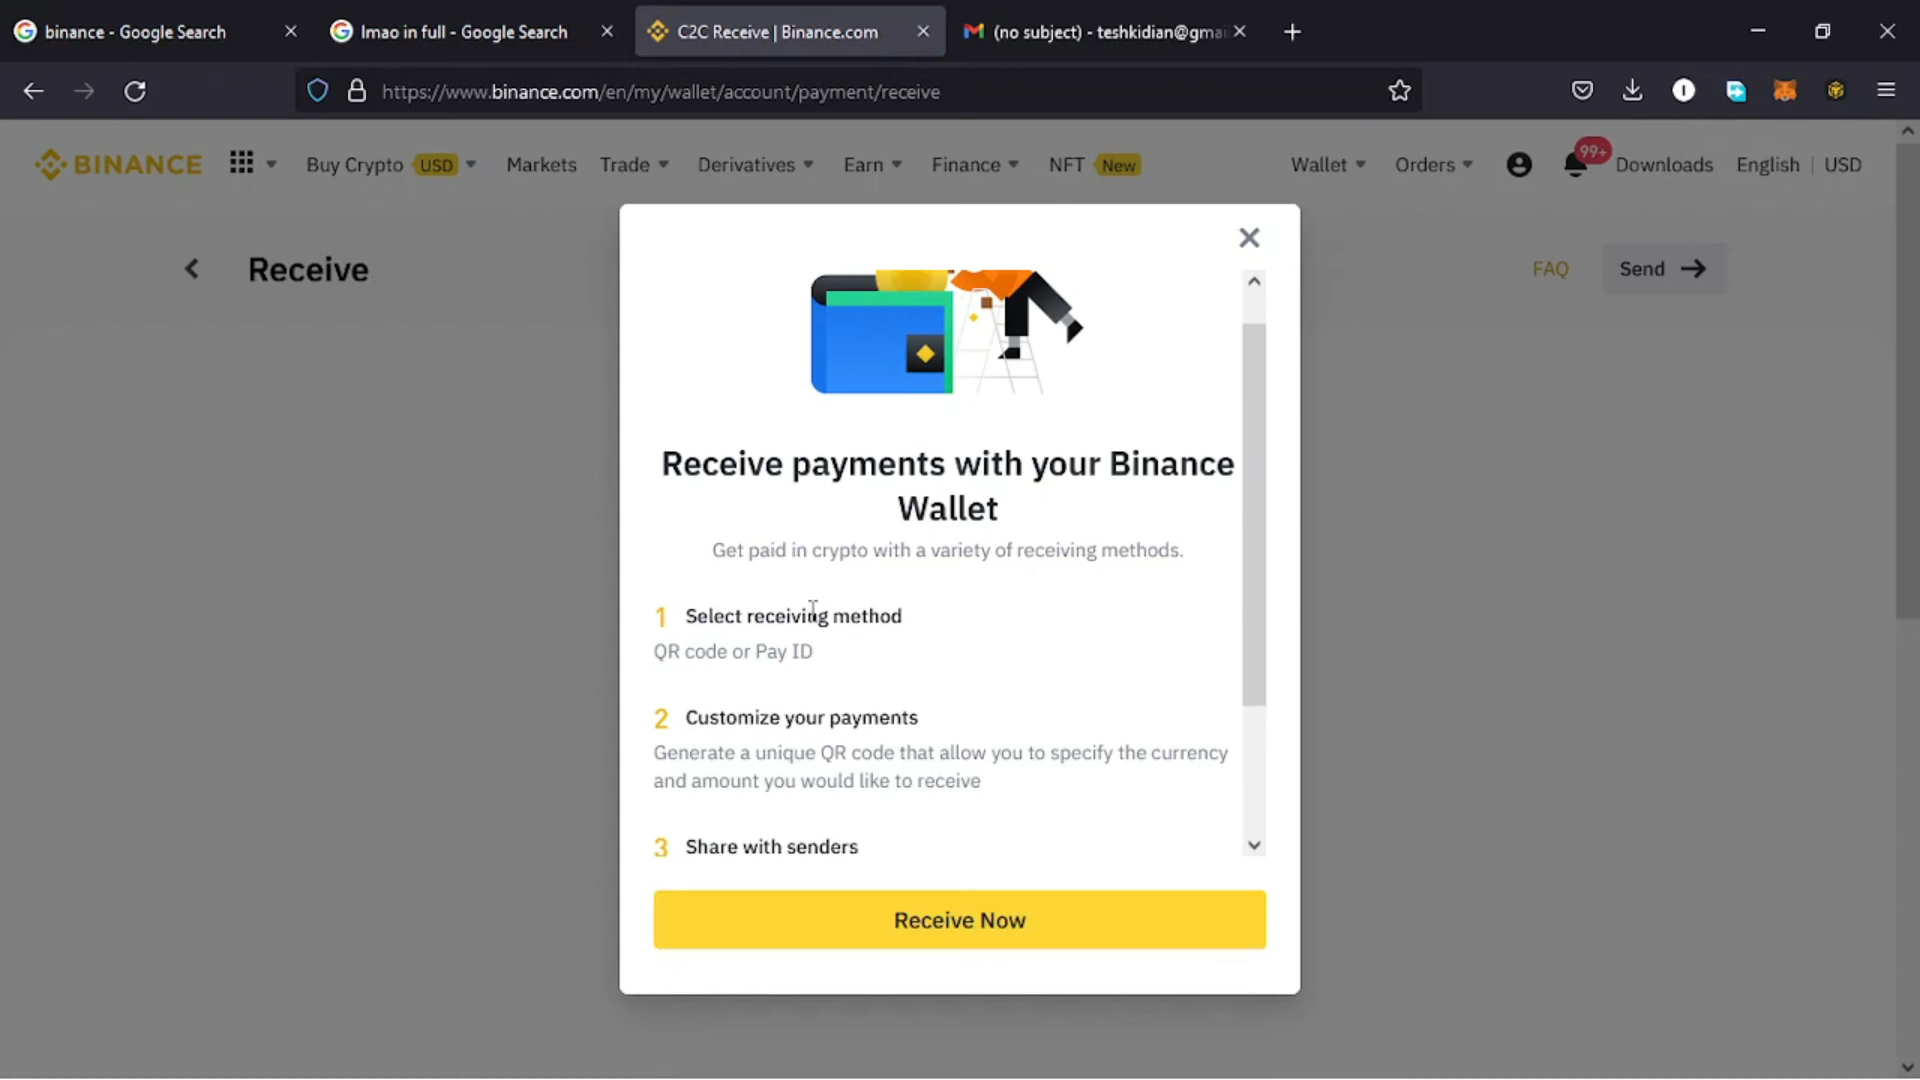 binance - Google Search
lmao in full - Google Search
C2C Receive | Binance.com
(no subject) - teshkidian@gmai
https://www.binance.com/en/my/wallet/account/payment/receive
BINANCE
Buy Crypto USD
Markets
Trade
Derivatives
Earn
Finance
NFT New
Wallet
Orders
99+
Downloads
English | USD
Receive
FAQ
Send
Receive payments with your Binance
Wallet
Get paid in crypto with a variety of receiving methods.
1 Select receiving method
QR code or Pay ID
2 Customize your payments
Generate a unique QR code that allow you to specify the currency
and amount you would like to receive
3 Share with senders
Receive Now